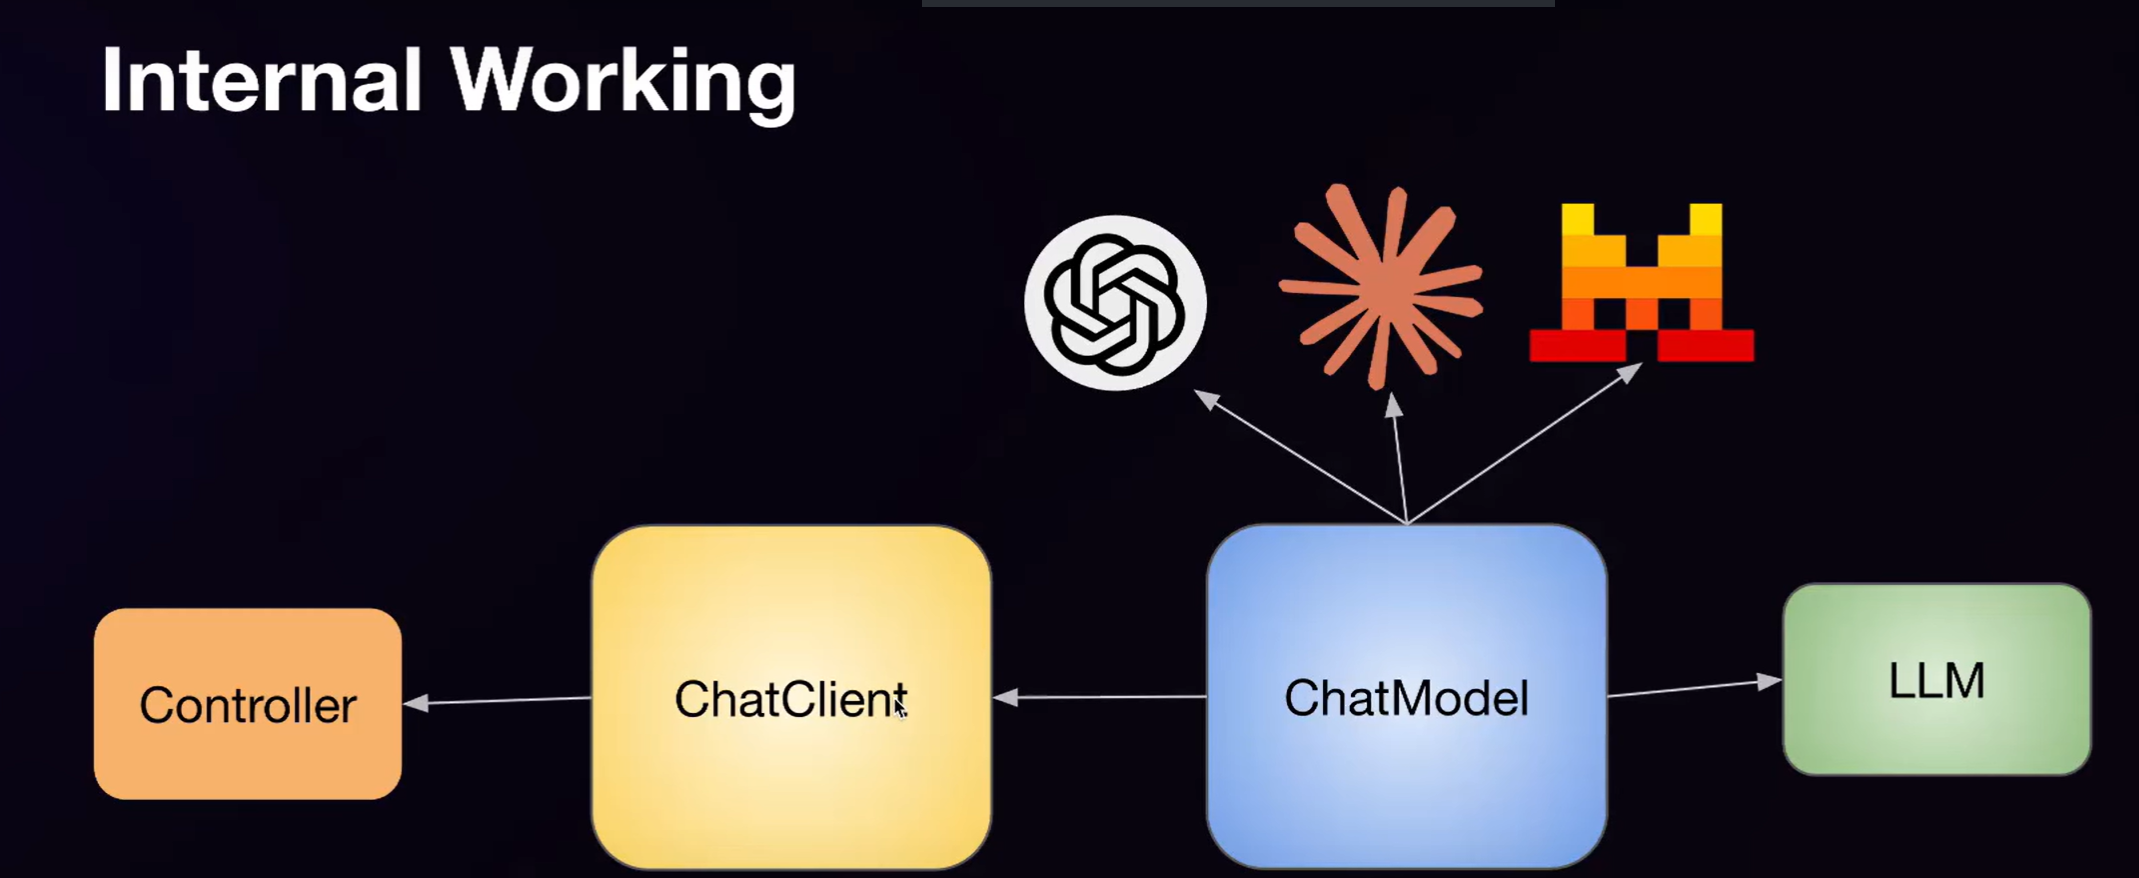 Internal Working
Controller
ChatClient
ChatModel
LLM